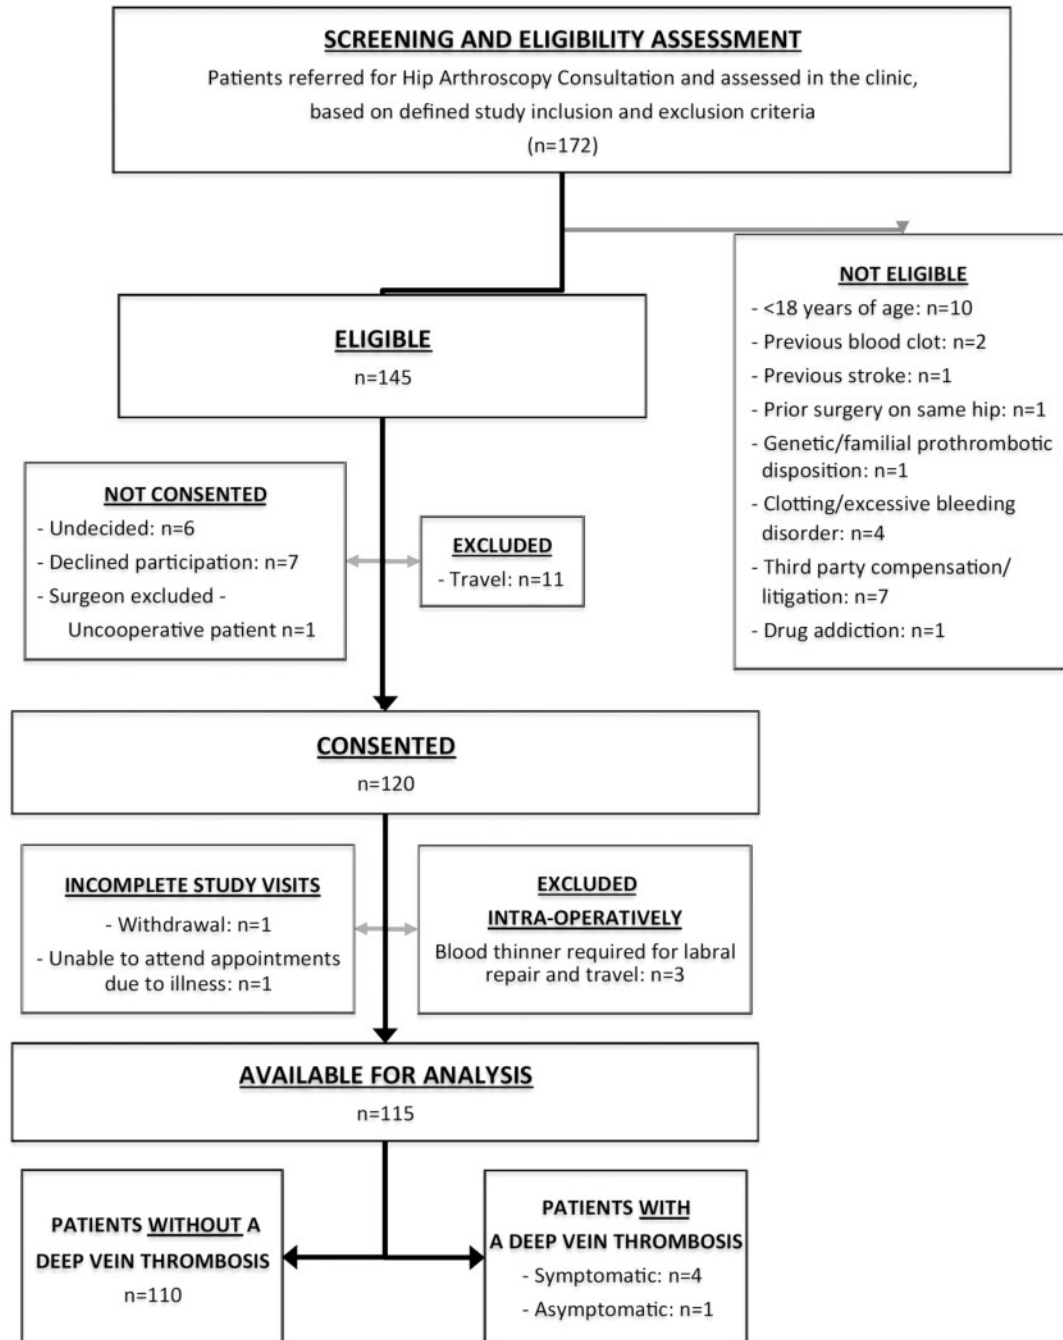 SCREENING AND ELIGIBILITY ASSESSMENT
Patients referred for Hip Arthroscopy Consultation and assessed in the clinic,
based on defined study inclusion and exclusion criteria
(n=172)
NOT ELIGIBLE
- <18 years of age: n=10
- Previous blood clot: n=2
- Previous stroke: n=1
- Prior surgery on same hip: n=1
- Genetic/familial prothrombotic
disposition: n=1
- Clotting/excessive bleeding
disorder: n=4
- Third party compensation/
litigation: n=7
- Drug addiction: n=1
ELIGIBLE
n=145
NOT CONSENTED
- Undecided: n=6
- Declined participation: n=7
- Surgeon excluded -
Uncooperative patient n=1
EXCLUDED
- Travel: n=11
CONSENTED
n=120
INCOMPLETE STUDY VISITS
- Withdrawal: n=1
- Unable to attend appointments
due to illness: n=1
EXCLUDED
INTRA-OPERATIVELY
Blood thinner required for labral
repair and travel: n=3
AVAILABLE FOR ANALYSIS
n=115
PATIENTS WITHOUT A
DEEP VEIN THROMBOSIS
n=110
PATIENTS WITH
A DEEP VEIN THROMBOSIS
- Symptomatic: n=4
- Asymptomatic: n=1